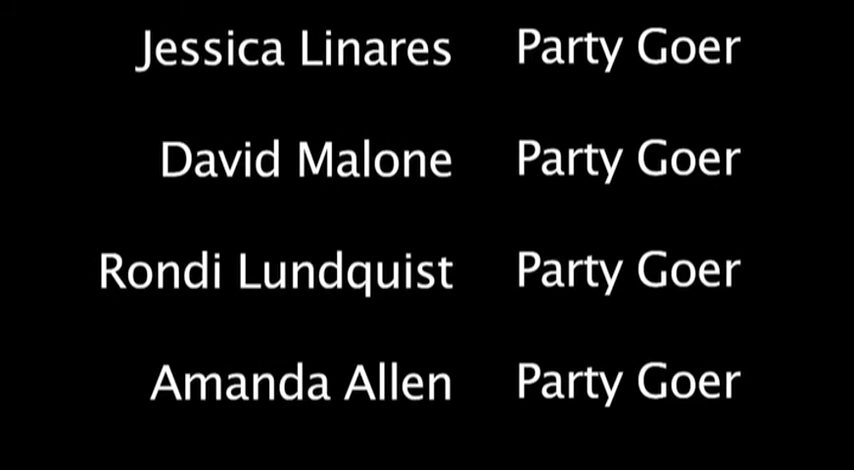 Jessica Linares Party Goer
David Malone Party Goer
Rondi Lundquist Party Goer
Amanda Allen Party Goer